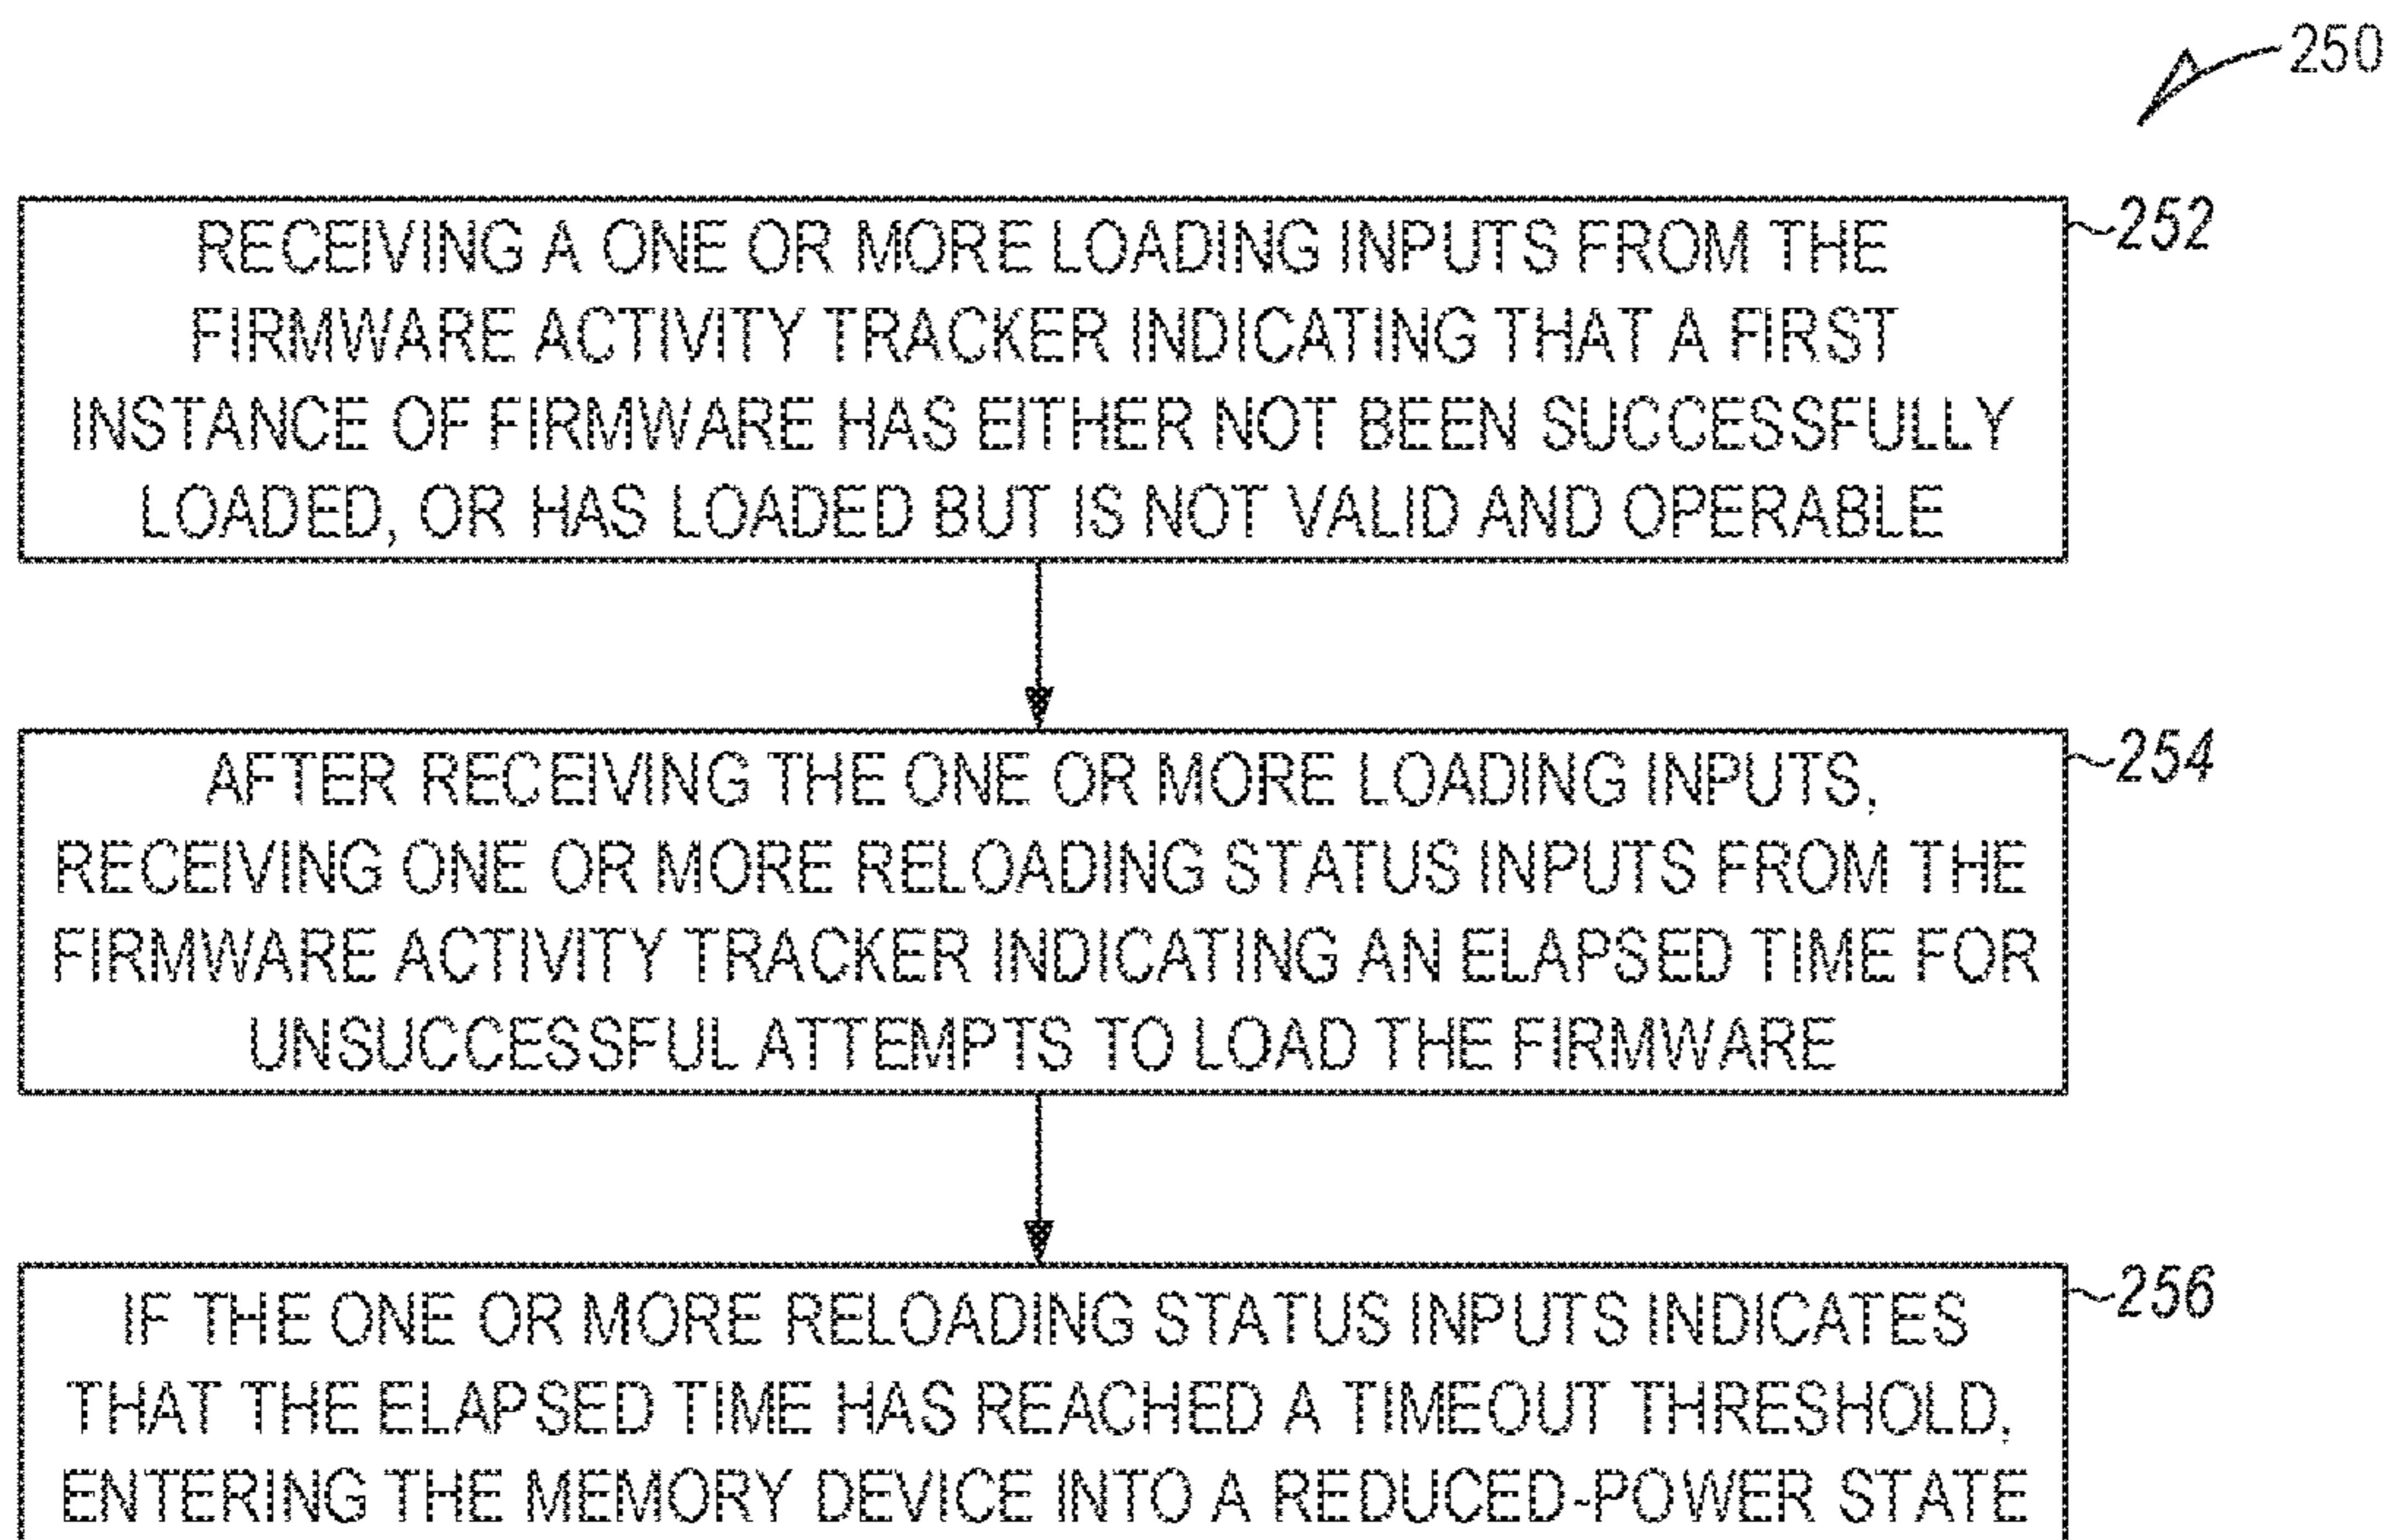 250
252
RECEIVING A ONE OR MORE LOADING INPUTS FROM THE
FIRMWARE ACTIVITY TRACKER INDICATING THAT A FIRST
INSTANCE OF FIRMWARE HAS EITHER NOT BEEN SUCCESSFULLY
LOADED, OR HAS LOADED BUT IS NOT VALID AND OPERABLE
254
AFTER RECEIVING THE ONE OR MORE LOADING INPUTS,
RECEIVING ONE OR MORE RELOADING STATUS INPUTS FROM THE
FIRMWARE ACTIVITY TRACKER INDICATING AN ELAPSED TIME FOR
UNSUCCESSFUL ATTEMPTS TO LOAD THE FIRMWARE
256
IF THE ONE OR MORE RELOADING STATUS INPUTS INDICATES
THAT THE ELAPSED TIME HAS REACHED A TIMEOUT THRESHOLD,
ENTERING THE MEMORY DEVICE INTO A REDUCED-POWER STATE